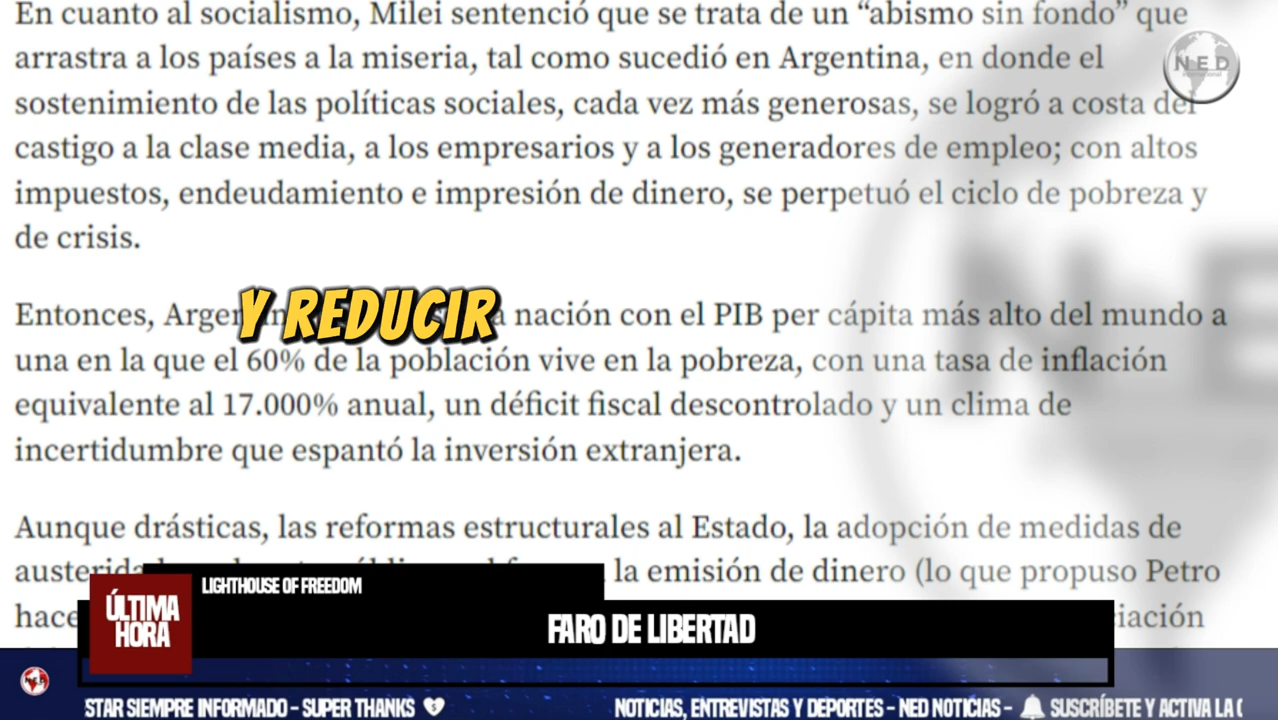 En cuanto al socialismo, Milei sentenció que se trata de un “abismo sin fondo” que
arrastra a los países a la miseria, tal como sucedió en Argentina, en donde el
sostenimiento de las políticas sociales, cada vez más generosas, se logró a costa del
castigo a la clase media, a los empresarios y a los generadores de empleo; con altos
impuestos, endeudamiento e impresión de dinero, se perpetuó el ciclo de pobreza y
de crisis.
Entonces, nación con el PIB per cápita más alto del mundo a
Y REDUCIR
una en la que el 60% de la población vive en la pobreza, con una tasa de inflación
equivalente al 17.000% anual, un déficit fiscal descontrolado y un clima de
incertidumbre que espantó la inversión extranjera.
Aunque drásticas, las reformas estructurales al Estado, la adopción de medidas de
la emisión de dinero (lo que propuso Petro
NED
internacional
LIGHTHOUSE OF FREEDOM
ÚLTIMA
HORA
FARO DE LIBERTAD
STAR SIEMPRE INFORMADO – SUPER THANKS NOTICIAS, ENTREVISTAS Y DEPORTES – NED NOTICIAS – SUSCRÍBETE Y ACTIVA LA